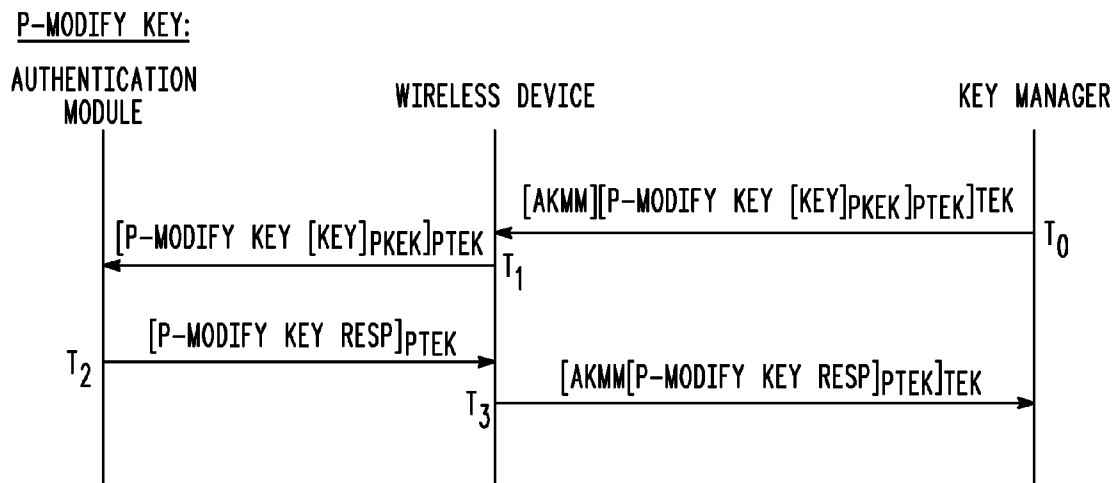 P-MODIFY KEY:
AUTHENTICATION
MODULE
WIRELESS DEVICE
KEY MANAGER
[AKMM][P-MODIFY KEY [KEY]PKEK]PTEK]TEK
T0
[P-MODIFY KEY [KEY]PKEK]PTEK
T1
[P-MODIFY KEY RESP]PTEK
T2
[AKMM[P-MODIFY KEY RESP]PTEK]TEK
T3